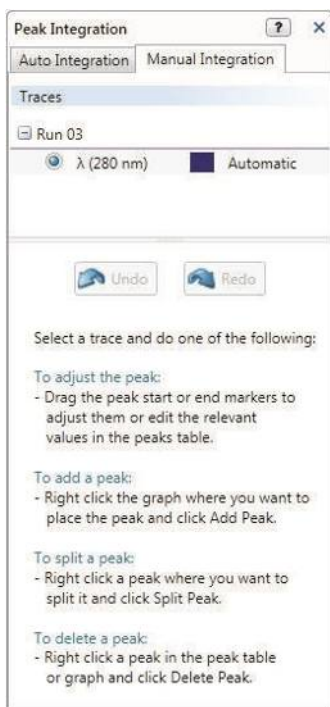 Peak Integration ? ×
Auto Integration Manual Integration
Traces
Run 03
λ (280 nm) Automatic
Undo Redo
Select a trace and do one of the following:
To adjust the peak:
- Drag the peak start or end markers to
adjust them or edit the relevant
values in the peaks table.
To add a peak:
- Right click the graph where you want to
place the peak and click Add Peak.
To split a peak:
- Right click a peak where you want to
split it and click Split Peak.
To delete a peak:
- Right click a peak in the peak table
or graph and click Delete Peak.